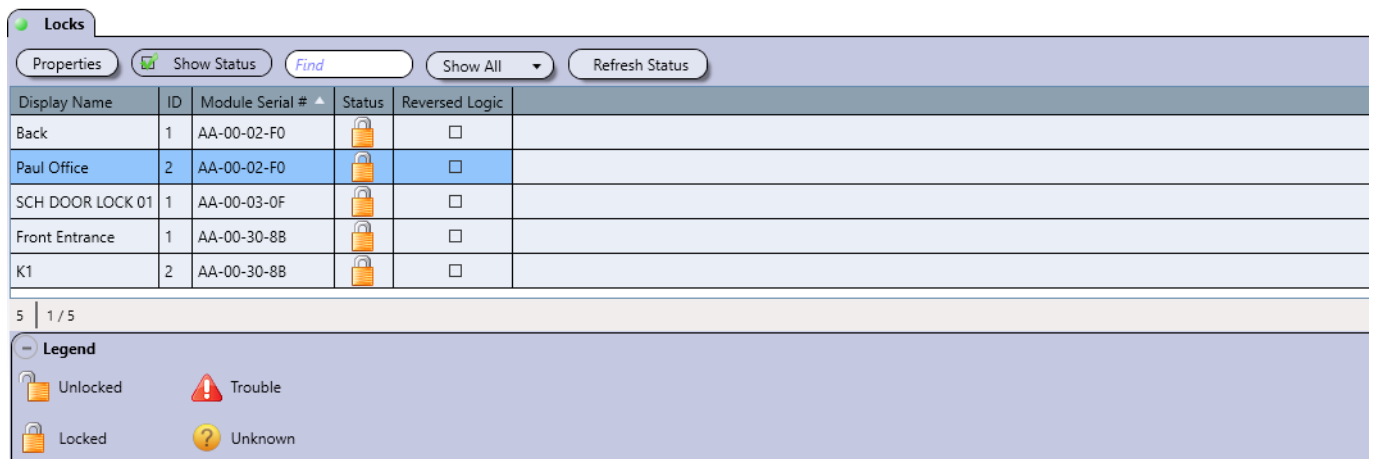 Locks
Properties Show Status Find Show All Refresh Status
Display Name ID Module Serial # Status Reversed Logic
Back 1 AA-00-02-F0
Paul Office 2 AA-00-02-F0
SCH DOOR LOCK 01 1 AA-00-03-0F
Front Entrance 1 AA-00-30-8B
K1 2 AA-00-30-8B
5 1 / 5
Legend
Unlocked Trouble
Locked ? Unknown